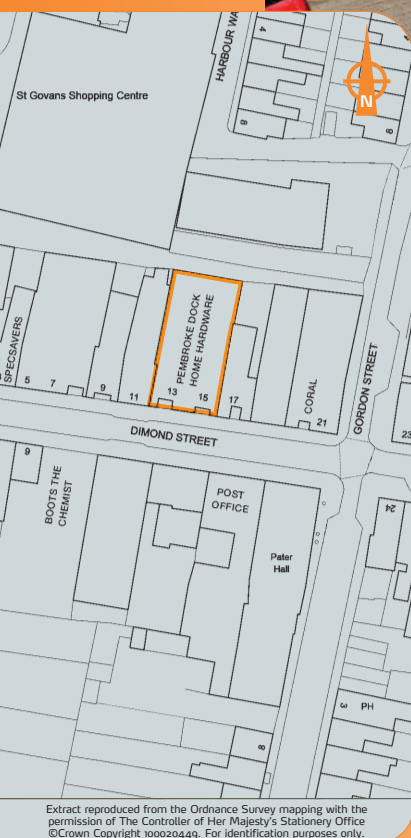 HARBOUR WA
4
St Govans Shopping Centre
N
8
8
PEMBROKE DOCK
HOME HARDWARE
SPECSAVERS
CORAL
GORDON STREET
5
7
9
11
13
15
17
21
23
DIMOND STREET
9
BOOTS THE
CHEMIST
POST
OFFICE
24
Pater
Hall
3
PH
8
Extract reproduced from the Ordnance Survey mapping with the
permission of The Controller of Her Majesty's Stationery Office
©Crown Copyright 100020449. For identification purposes only.